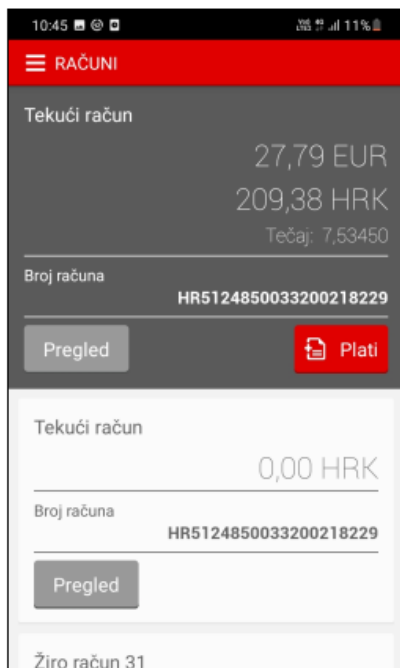 10:45 11%
RAČUNI
Tekući račun
27,79 EUR
209,38 HRK
Tečaj: 7,53450
Broj računa
HR5124850033200218229
Pregled Plati
Tekući račun
0,00 HRK
Broj računa
HR5124850033200218229
Pregled
Žiro račun 31